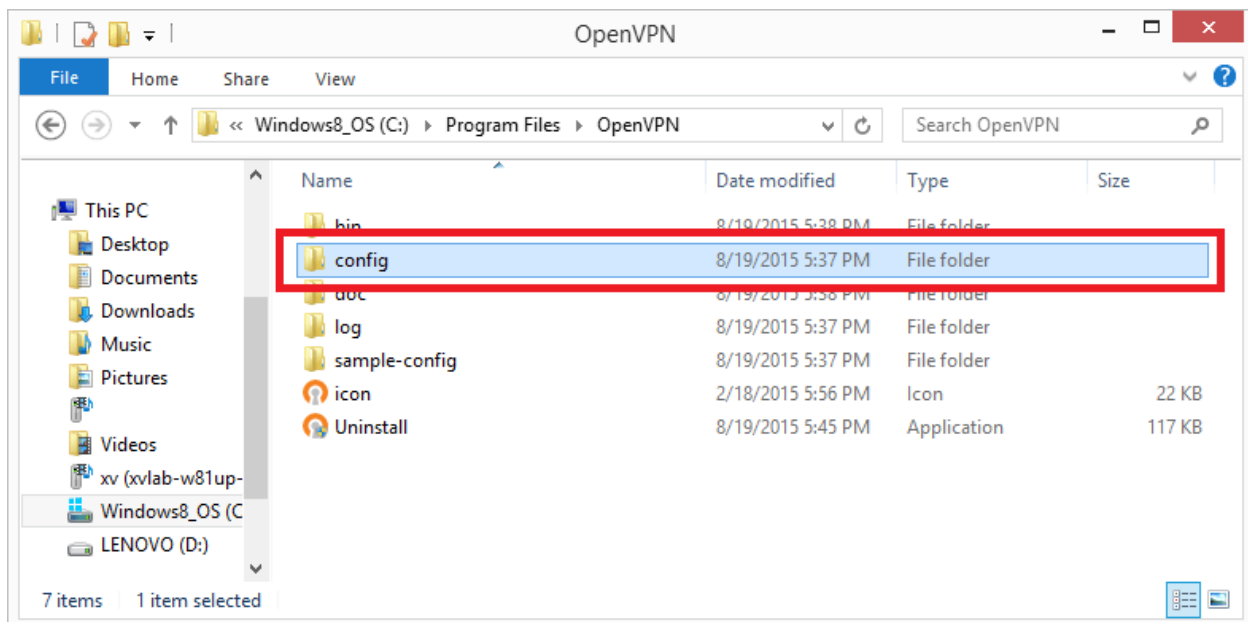 OpenVPN
File Home Share View
« Windows8_OS (C:) Program Files OpenVPN Search OpenVPN
Name Date modified Type Size
This PC
Desktop
Documents
Downloads
Music
Pictures
Videos
xv (xvlab-w81up-
Windows8_OS (C
LENOVO (D:)
bin 8/19/2015 5:38 PM File folder
config 8/19/2015 5:37 PM File folder
doc 8/19/2015 5:38 PM File folder
log 8/19/2015 5:37 PM File folder
sample-config 8/19/2015 5:37 PM File folder
icon 2/18/2015 5:56 PM Icon 22 KB
Uninstall 8/19/2015 5:45 PM Application 117 KB
7 items 1 item selected